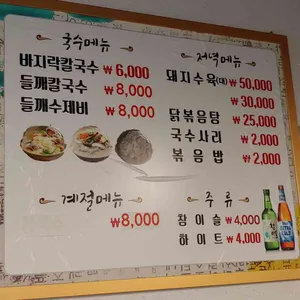 국수메뉴
바지락칼국수 ₩6,000
들깨칼국수 ₩8,000
들깨수제비 ₩8,000
계절메뉴
₩8,000
저녁메뉴
돼지수육(대) ₩50,000
₩30,000
닭볶음탕 ₩25,000
국수사리 ₩2,000
볶음밥 ₩2,000
주류
참이슬 ₩4,000
하이트 ₩4,000